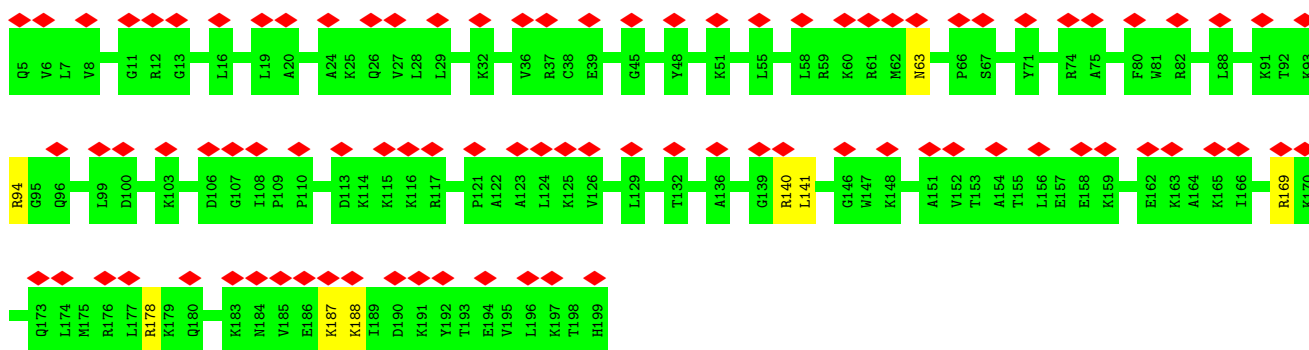 Q5 V6 L7 V8 G11 R12 G13 L16 L19 A20 A24 K25 Q26 V27 L28 L29 K32 V36 R37 C38 E39 G45 Y48 K51 L55 L58 R59 K60 R61 M62 N63 P66 S67 Y71 R74 A75 F80 W81 R82 L88 K91 T92 K93
R94 G95 Q96 L99 D100 K103 D106 G107 I108 P109 P110 D113 K114 K115 K116 R117 P121 A122 A123 L124 K125 V126 L129 T132 A136 G139 R140 L141 G146 W147 K148 A151 V152 T153 A154 T155 L156 E157 E158 K159 E162 K163 A164 K165 I166 R169 K170
Q173 L174 M175 R176 L177 R178 K179 Q180 K183 N184 V185 E186 K187 K188 I189 D190 K191 Y192 T193 E194 V195 L196 K197 T198 H199